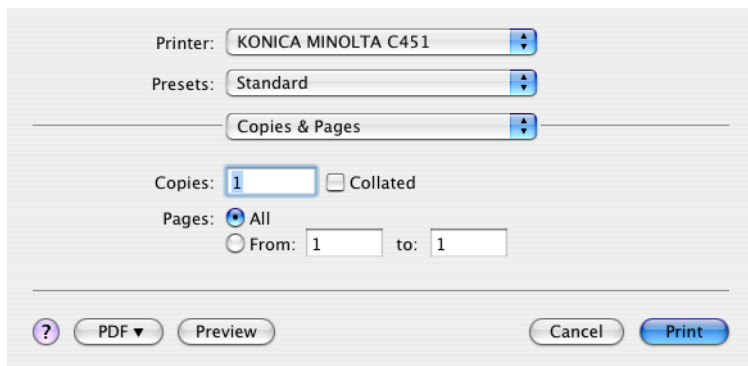 Printer: KONICA MINOLTA C451
Presets: Standard
Copies & Pages
Copies: 1 Collated
Pages: All
From: 1 to: 1
? PDF ▼ Preview Cancel Print